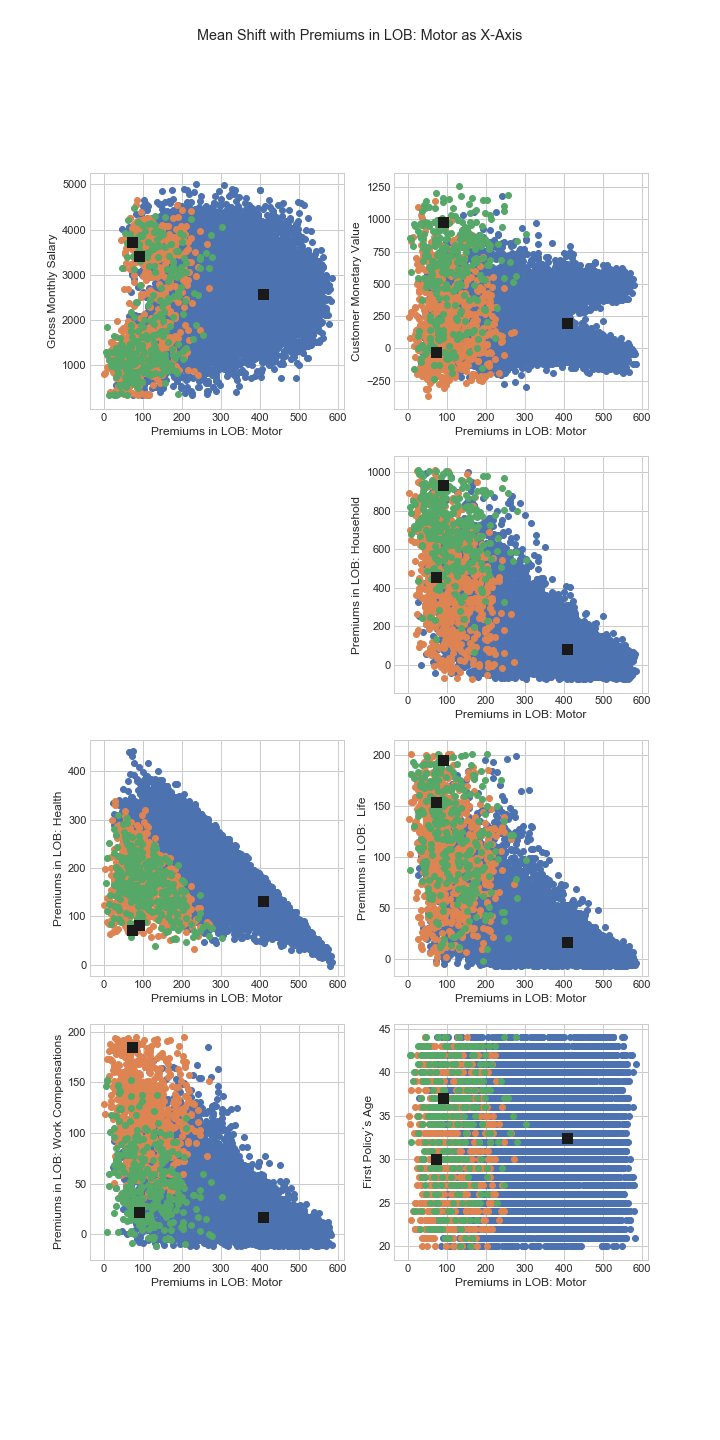 Mean Shift with Premiums in LOB: Motor as X-Axis
Gross Monthly Salary
5000
4000
3000
2000
1000
0 100 200 300 400 500 600
Premiums in LOB: Motor
Customer Monetary Value
1250
1000
750
500
250
0
−250
0 100 200 300 400 500 600
Premiums in LOB: Motor
Premiums in LOB: Household
1000
800
600
400
200
0
0 100 200 300 400 500 600
Premiums in LOB: Motor
Premiums in LOB: Health
400
300
200
100
0
0 100 200 300 400 500 600
Premiums in LOB: Motor
Premiums in LOB:  Life
200
150
100
50
0
0 100 200 300 400 500 600
Premiums in LOB: Motor
Premiums in LOB: Work Compensations
200
150
100
50
0
0 100 200 300 400 500 600
Premiums in LOB: Motor
First Policy´s Age
45
40
35
30
25
20
0 100 200 300 400 500 600
Premiums in LOB: Motor